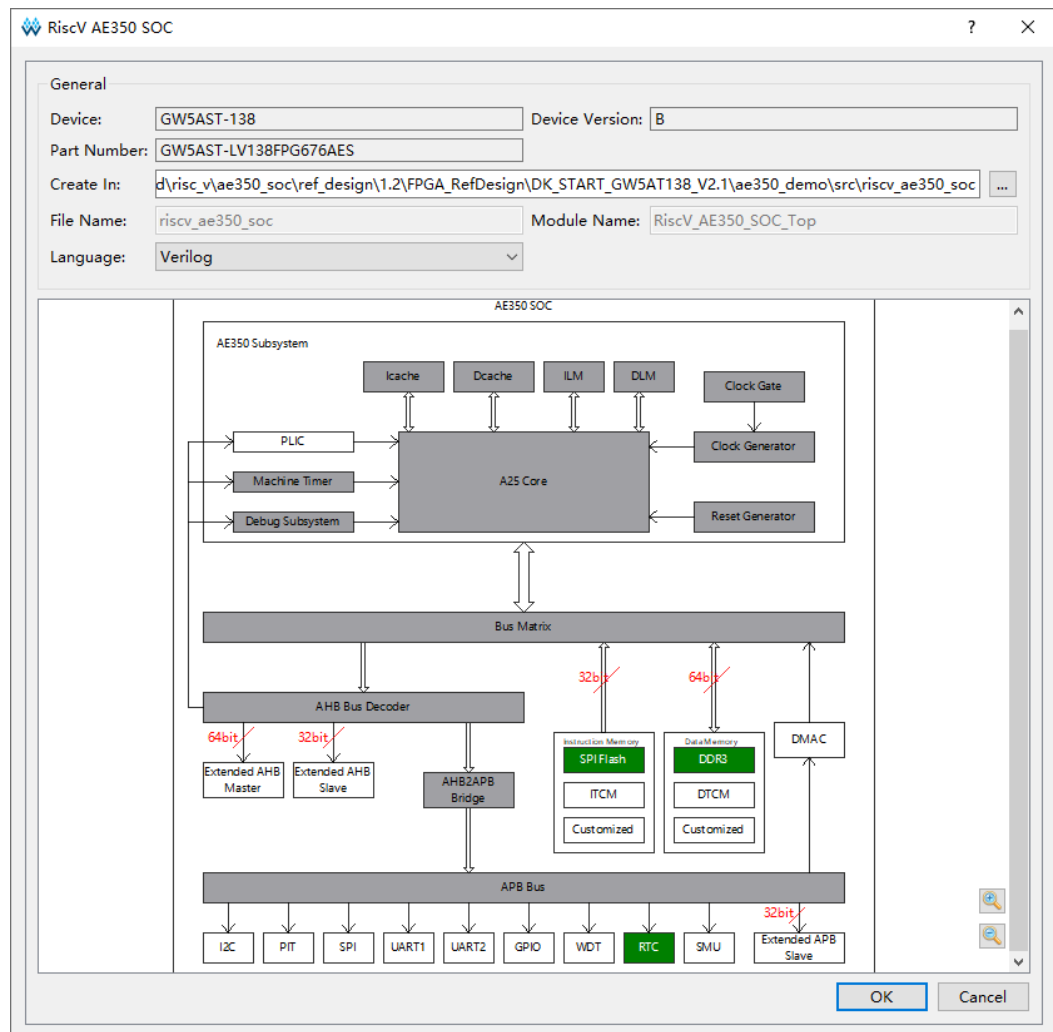 RiscV AE350 SOC
?
General
Device:
GW5AST-138
Device Version:
B
Part Number:
GW5AST-LV138FPG676AES
Create In:
d\risc_v\ae350_soc\ref_design\1.2\FPGA_RefDesign\DK_START_GW5AT138_V2.1\ae350_demo\src\riscv_ae350_soc
...
File Name:
riscv_ae350_soc
Module Name:
RiscV_AE350_SOC_Top
Language:
Verilog
AE350 SOC
AE350 Subsystem
Icache
Dcache
ILM
DLM
Clock Gate
PLIC
Clock Generator
Machine Timer
A25 Core
Debug Subsystem
Reset Generator
Bus Matrix
32bit
64bit
AHB Bus Decoder
64bit
32bit
Instruction Memory
Data Memory
DMAC
SPI Flash
DDR3
Extended AHB
Master
Extended AHB
Slave
AHB2APB
Bridge
ITCM
DTCM
Customized
Customized
APB Bus
32bit
I2C
PIT
SPI
UART1
UART2
GPIO
WDT
RTC
SMU
Extended APB
Slave
OK
Cancel